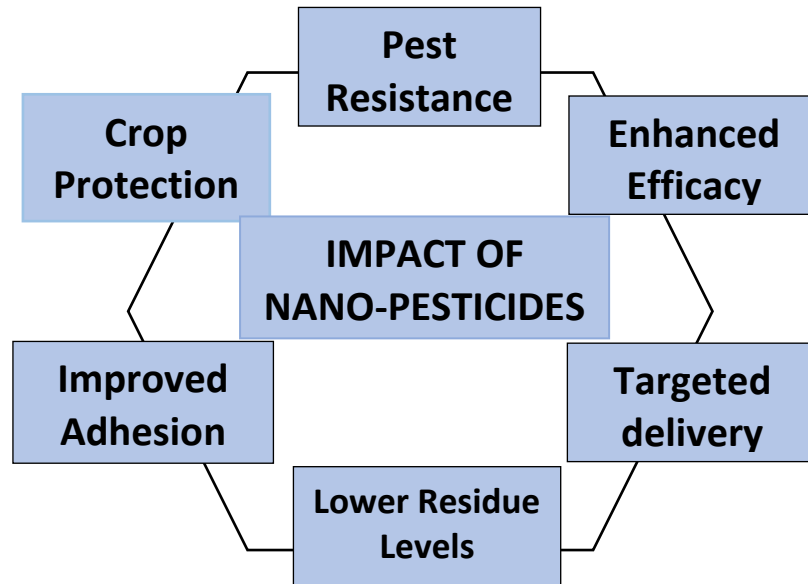 Pest
Resistance
Crop
Protection
Enhanced
Efficacy
IMPACT OF
NANO-PESTICIDES
Improved
Adhesion
Targeted
delivery
Lower Residue
Levels